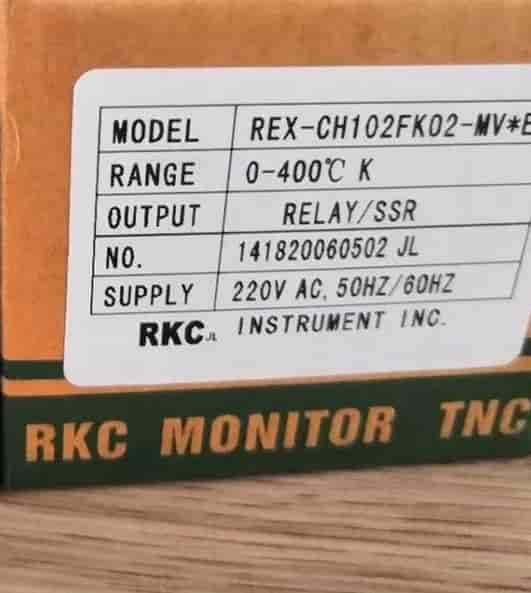 MODEL REX-CH102FK02-MV*E
RANGE 0-400℃ K
OUTPUT RELAY/SSR
NO. 141820060502 JL
SUPPLY 220V AC, 50HZ/60HZ
RKC JL INSTRUMENT INC.
RKC MONITOR TNC